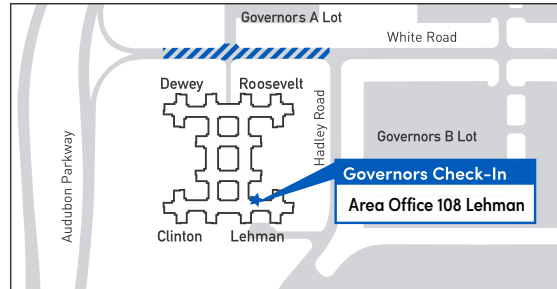 Governors A Lot
White Road
Dewey
Roosevelt
Hadley Road
Audubon Parkway
Governors B Lot
Governors Check-In
Area Office 108 Lehman
Clinton
Lehman